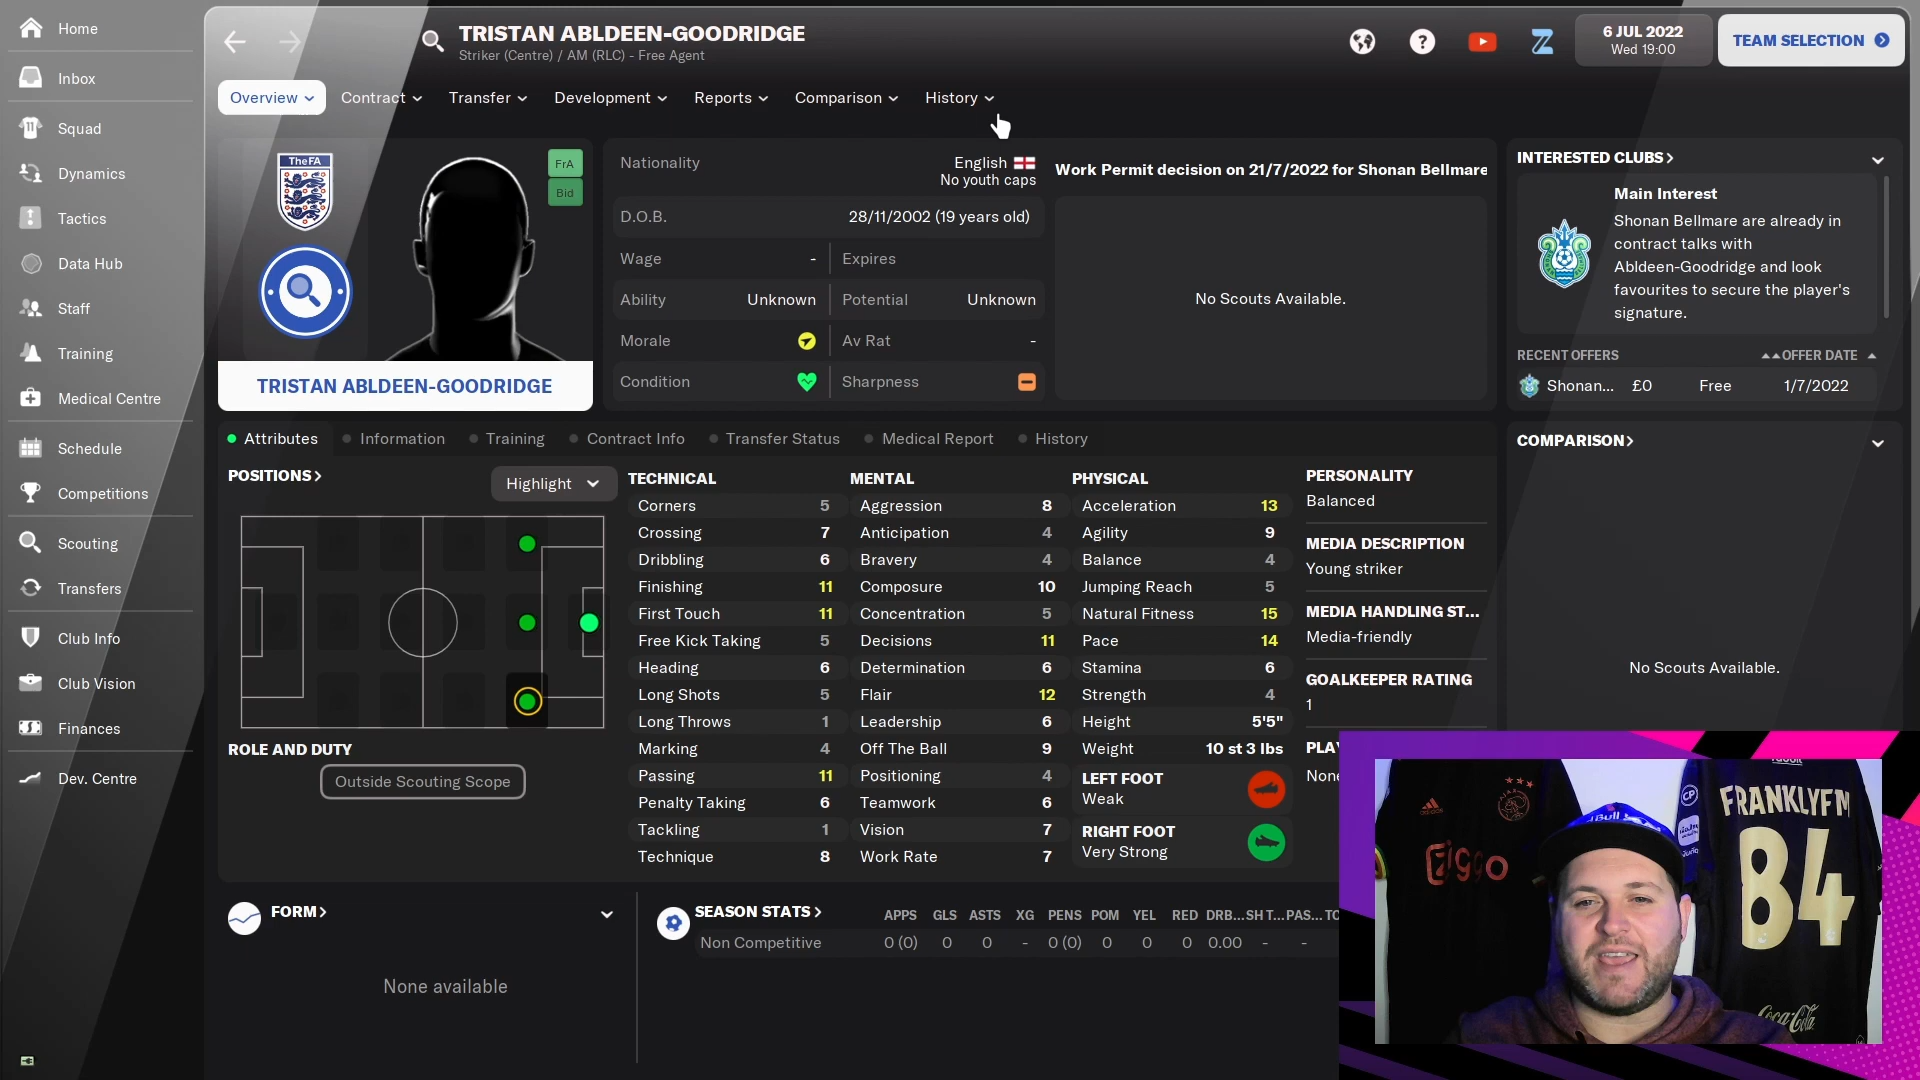 Home
Inbox
Squad
Dynamics
Tactics
Data Hub
Staff
Training
Medical Centre
Schedule
Competitions
Scouting
Transfers
Club Info
Club Vision
Finances
Dev. Centre
TRISTAN ABLDEEN-GOODRIDGE
Striker (Centre) / AM (RLC) - Free Agent
6 JUL 2022
Wed 19:00
TEAM SELECTION
Overview
Contract
Transfer
Development
Reports
Comparison
History
The FA
FrA
Bid
TRISTAN ABLDEEN-GOODRIDGE
Nationality English
No youth caps
D.O.B. 28/11/2002 (19 years old)
Wage - Expires
Ability Unknown Potential Unknown
Morale Av Rat -
Condition Sharpness
Work Permit decision on 21/7/2022 for Shonan Bellmare
No Scouts Available.
INTERESTED CLUBS
Main Interest
Shonan Bellmare are already in
contract talks with
Abldeen-Goodridge and look
favourites to secure the player's
signature.
RECENT OFFERS OFFER DATE
Shonan... £0 Free 1/7/2022
Attributes Information Training Contract Info Transfer Status Medical Report History
POSITIONS
Highlight
ROLE AND DUTY
Outside Scouting Scope
TECHNICAL
Corners 5
Crossing 7
Dribbling 6
Finishing 11
First Touch 11
Free Kick Taking 5
Heading 6
Long Shots 5
Long Throws 1
Marking 4
Passing 11
Penalty Taking 6
Tackling 1
Technique 8
MENTAL
Aggression 8
Anticipation 4
Bravery 4
Composure 10
Concentration 5
Decisions 11
Determination 6
Flair 12
Leadership 6
Off The Ball 9
Positioning 4
Teamwork 6
Vision 7
Work Rate 7
PHYSICAL
Acceleration 13
Agility 9
Balance 4
Jumping Reach 5
Natural Fitness 15
Pace 14
Stamina 6
Strength 4
Height 5'5"
Weight 10 st 3 lbs
LEFT FOOT
Weak
RIGHT FOOT
Very Strong
PERSONALITY
Balanced
MEDIA DESCRIPTION
Young striker
MEDIA HANDLING ST...
Media-friendly
GOALKEEPER RATING
1
PLA
None
COMPARISON
No Scouts Available.
FORM
None available
SEASON STATS APPS GLS ASTS XG PENS POM YEL RED DRB... SH T... PAS... TC
Non Competitive 0 (0) 0 0 - 0 (0) 0 0 0 0.00 - -
adidas
Ziggo
CP
FRANKLYFM
84
Coca-Cola